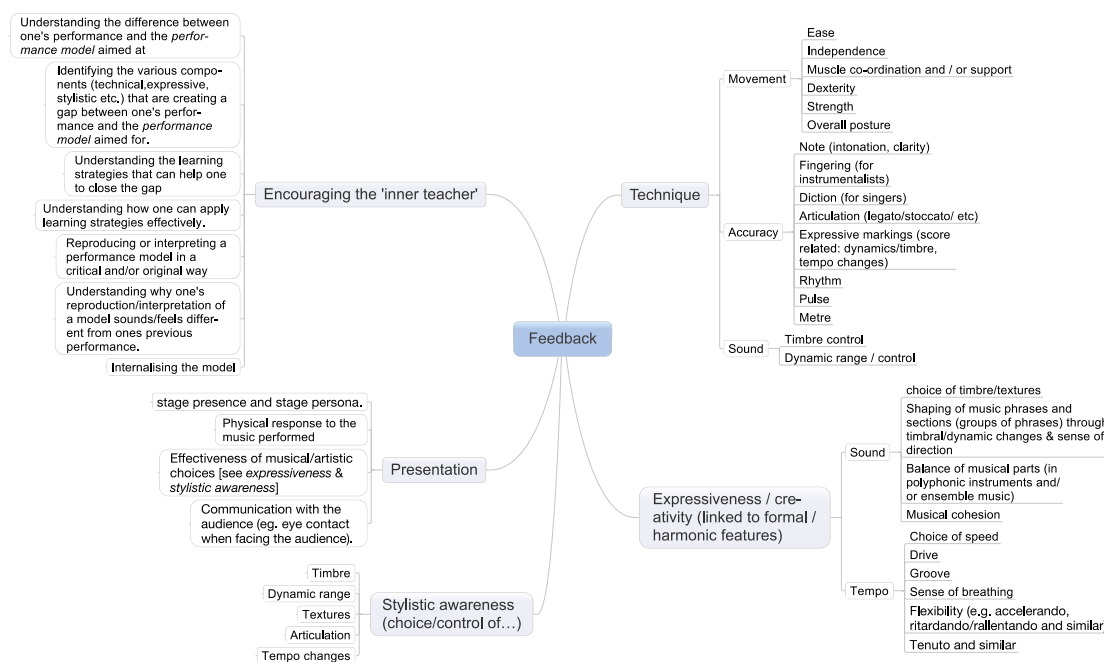 Understanding the difference between
one's performance and the perfor-
mance model aimed at
Identifying the various compo-
nents (technical,expressive,
stylistic etc.) that are creating a
gap between one's perfor-
mance and the performance
model aimed for.
Understanding the learning
strategies that can help one
to close the gap
Understanding how one can apply
learning strategies effectively.
Reproducing or interpreting a
performance model in a
critical and/or original way
Understanding why one's
reproduction/interpretation of
a model sounds/feels differ-
ent from ones previous
performance.
Internalising the model
Encouraging the 'inner teacher'
stage presence and stage persona.
Physical response to the
music performed
Effectiveness of musical/artistic
choices [see expressiveness &
stylistic awareness]
Communication with the
audience (eg. eye contact
when facing the audience).
Presentation
Timbre
Dynamic range
Textures
Articulation
Tempo changes
Stylistic awareness
(choice/control of…)
Feedback
Technique
Movement
Ease
Independence
Muscle co-ordination and / or support
Dexterity
Strength
Overall posture
Accuracy
Note (intonation, clarity)
Fingering (for
instrumentalists)
Diction (for singers)
Articulation (legato/stoccato/ etc)
Expressive markings (score
related: dynamics/timbre,
tempo changes)
Rhythm
Pulse
Metre
Sound
Timbre control
Dynamic range / control
Expressiveness / cre-
ativity (linked to formal /
harmonic features)
Sound
choice of timbre/textures
Shaping of music phrases and
sections (groups of phrases) through
timbral/dynamic changes & sense of
direction
Balance of musical parts (in
polyphonic instruments and/
or ensemble music)
Musical cohesion
Tempo
Choice of speed
Drive
Groove
Sense of breathing
Flexibility (e.g. accelerando,
ritardando/rallentando and similar)
Tenuto and similar